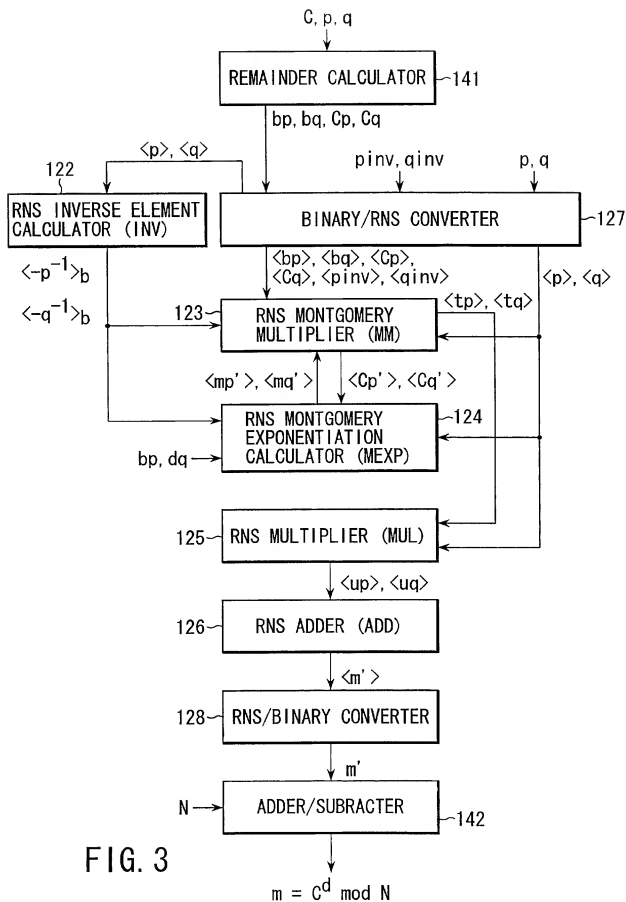 C, p, q
REMAINDER CALCULATOR
141
bp, bq, Cp, Cq
<p>, <q>
pinv, qinv
p, q
122
RNS INVERSE ELEMENT
CALCULATOR (INV)
BINARY/RNS CONVERTER
127
<-p⁻¹>b
<-q⁻¹>b
<bp>, <bq>, <Cp>,
<Cq>, <pinv>, <qinv>
<p>, <q>
123
<tp>, <tq>
RNS MONTGOMERY
MULTIPLIER (MM)
<mp'>, <mq'>
<Cp'>, <Cq'>
124
RNS MONTGOMERY
EXPONENTIATION
CALCULATOR (MEXP)
bp, dq
125
RNS MULTIPLIER (MUL)
<up>, <uq>
126
RNS ADDER (ADD)
<m'>
128
RNS/BINARY CONVERTER
m'
N
ADDER/SUBRACTER
142
FIG. 3
m = Cᵈ mod N